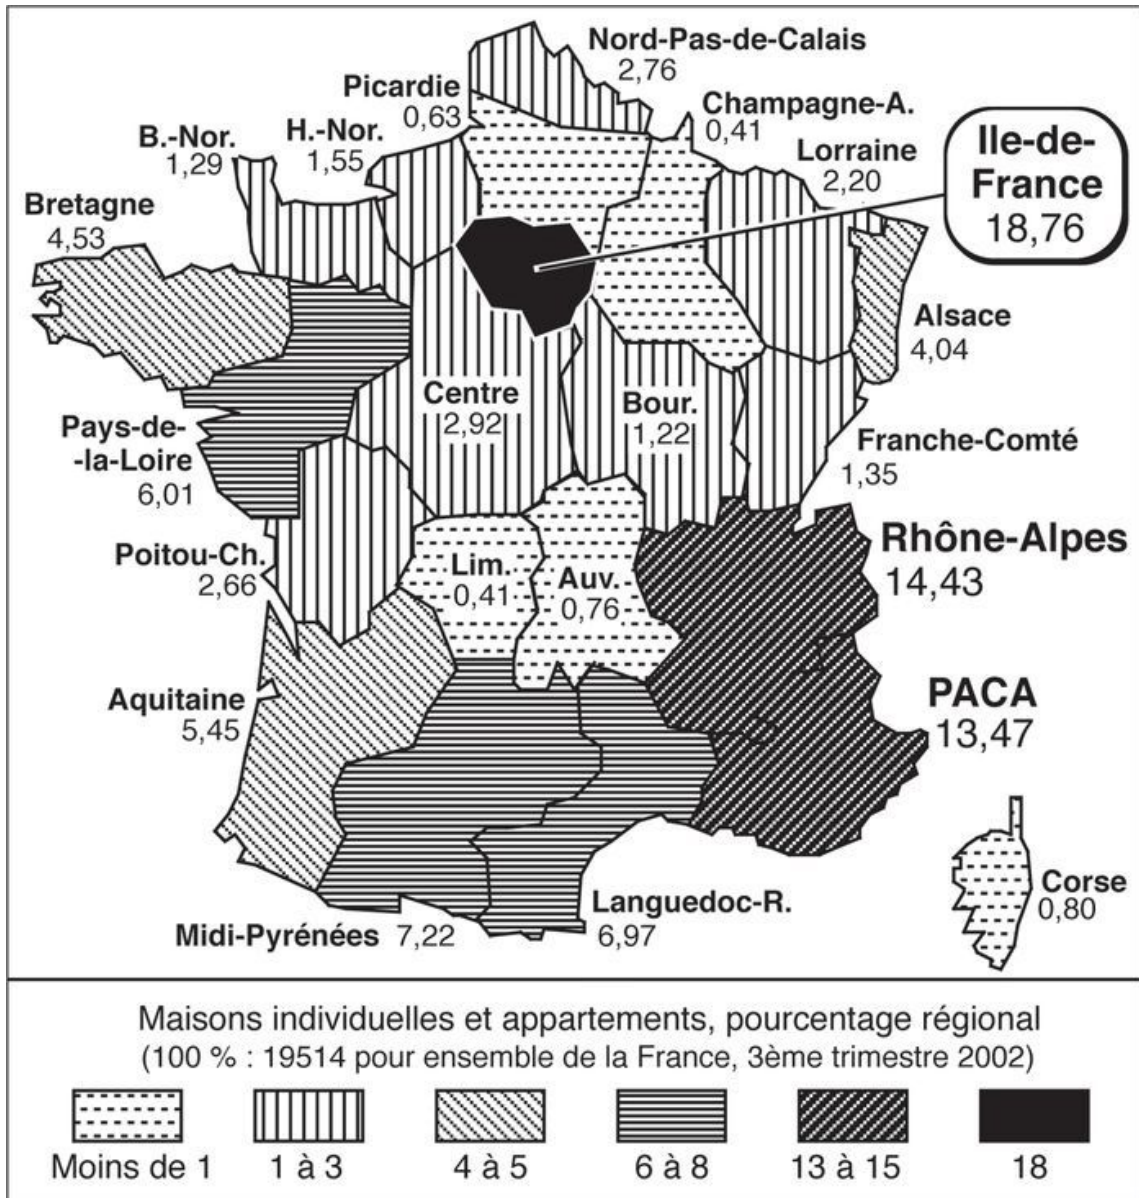 Nord-Pas-de-Calais
2,76
Picardie
0,63
Champagne-A.
0,41
B.-Nor.
1,29
H.-Nor.
1,55
Lorraine
2,20
Ile-de-
France
18,76
Bretagne
4,53
Alsace
4,04
Centre
2,92
Bour.
1,22
Pays-de-
-la-Loire
6,01
Franche-Comté
1,35
Rhône-Alpes
14,43
Poitou-Ch.
2,66
Lim.
0,41
Auv.
0,76
Aquitaine
5,45
PACA
13,47
Corse
0,80
Languedoc-R.
6,97
Midi-Pyrénées 7,22
Maisons individuelles et appartements, pourcentage régional
(100 % : 19514 pour ensemble de la France, 3ème trimestre 2002)
Moins de 1
1 à 3
4 à 5
6 à 8
13 à 15
18